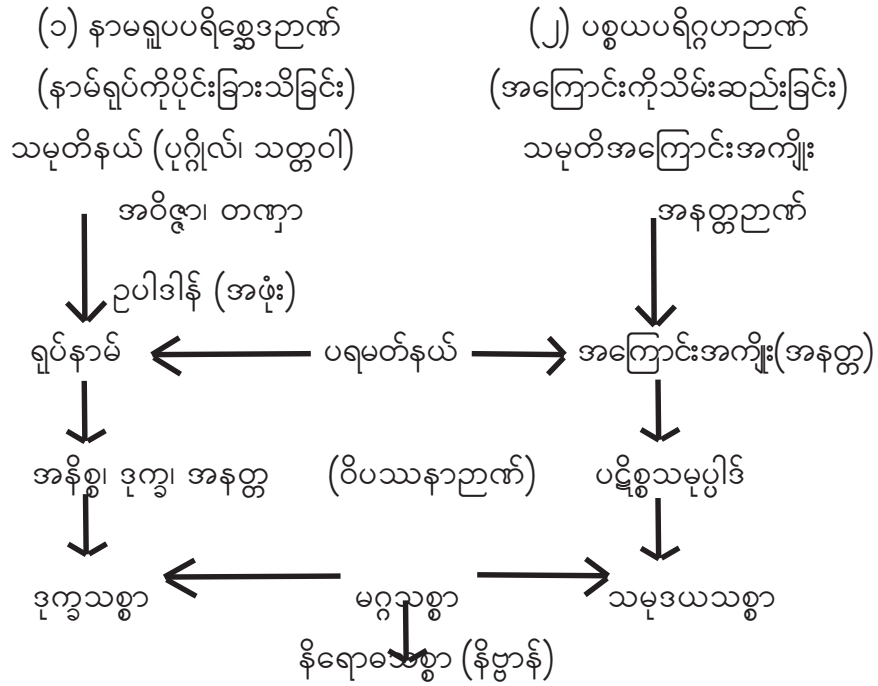 (၁) နာမရူပပရိစ္ဆေဒဉာဏ် (၂) ပစ္စယပရိဂ္ဂဟဉာဏ်
(နာမ်ရုပ်ကိုပိုင်းခြားသိခြင်း) (အကြောင်းကိုသိမ်းဆည်းခြင်း)
သမုတိနယ် (ပုဂ္ဂိုလ်၊ သတ္တဝါ) သမုတိအကြောင်းအကျိုး
အဝိဇ္ဇာ၊ တဏှာ အနတ္တဉာဏ်
ဥပါဒါန် (အဖုံး)
ရုပ်နာမ် ပရမတ်နယ် အကြောင်းအကျိုး(အနတ္တ)
အနိစ္စ၊ ဒုက္ခ၊ အနတ္တ (ဝိပဿနာဉာဏ်) ပဋိစ္စသမုပ္ပါဒ်
ဒုက္ခသစ္စာ မဂ္ဂသစ္စာ သမုဒယသစ္စာ
နိရောဓသစ္စာ (နိဗ္ဗာန်)